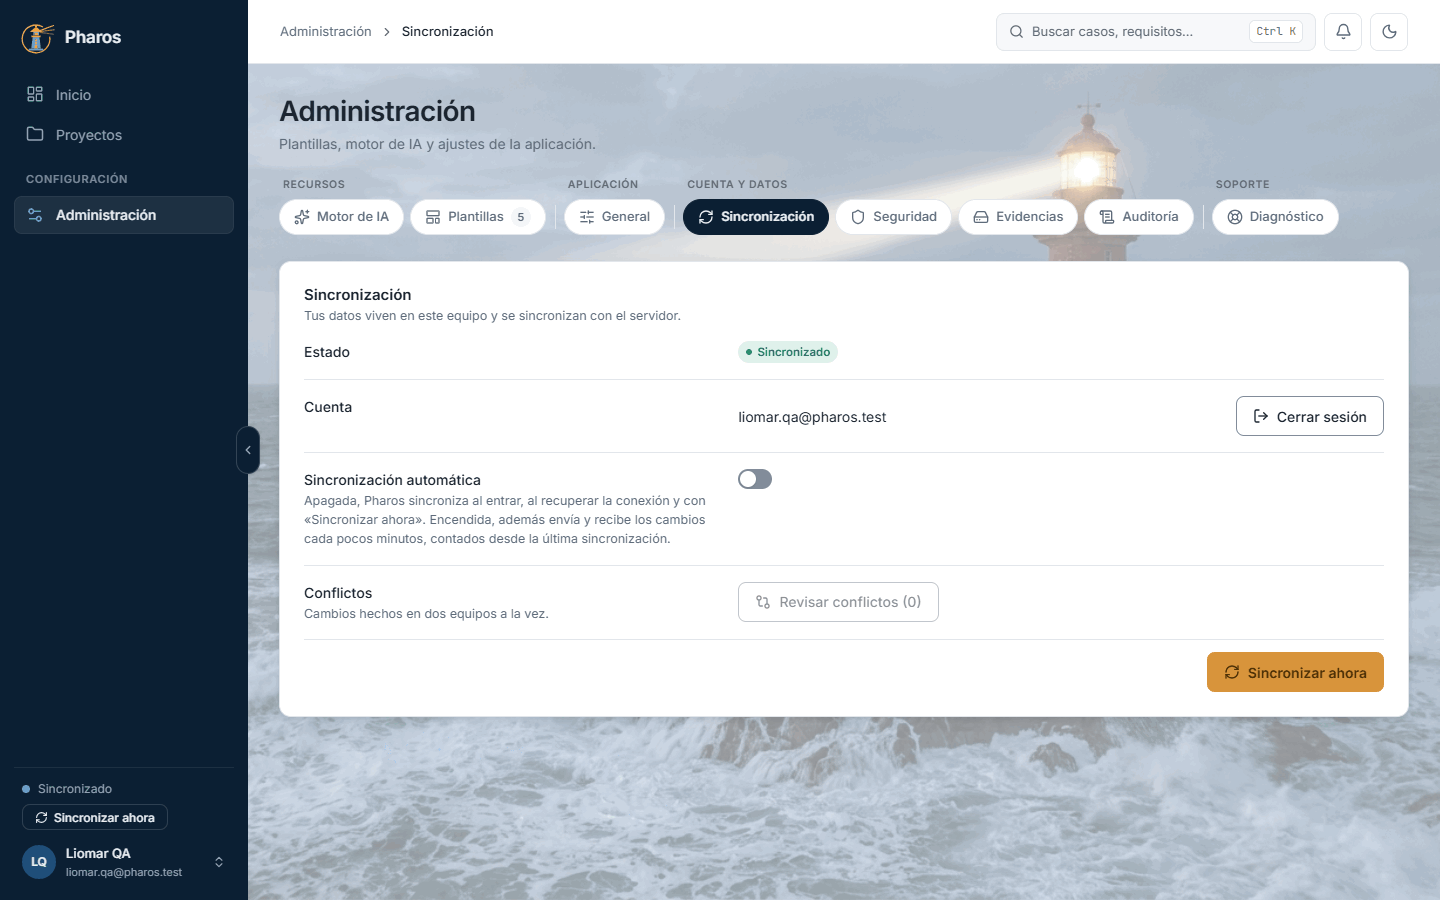 Pharos
Inicio
Proyectos
CONFIGURACIÓN
Administración
Sincronizado
Sincronizar ahora
LQ
Liomar QA
liomar.qa@pharos.test
Administración > Sincronización
Buscar casos, requisitos...
Ctrl K
Administración
Plantillas, motor de IA y ajustes de la aplicación.
RECURSOS
Motor de IA
Plantillas 5
APLICACIÓN
General
CUENTA Y DATOS
Sincronización
Seguridad
Evidencias
Auditoría
SOPORTE
Diagnóstico
Sincronización
Tus datos viven en este equipo y se sincronizan con el servidor.
Estado
Sincronizado
Cuenta
liomar.qa@pharos.test
Cerrar sesión
Sincronización automática
Apagada, Pharos sincroniza al entrar, al recuperar la conexión y con
«Sincronizar ahora». Encendida, además envía y recibe los cambios
cada pocos minutos, contados desde la última sincronización.
Conflictos
Cambios hechos en dos equipos a la vez.
Revisar conflictos (0)
Sincronizar ahora